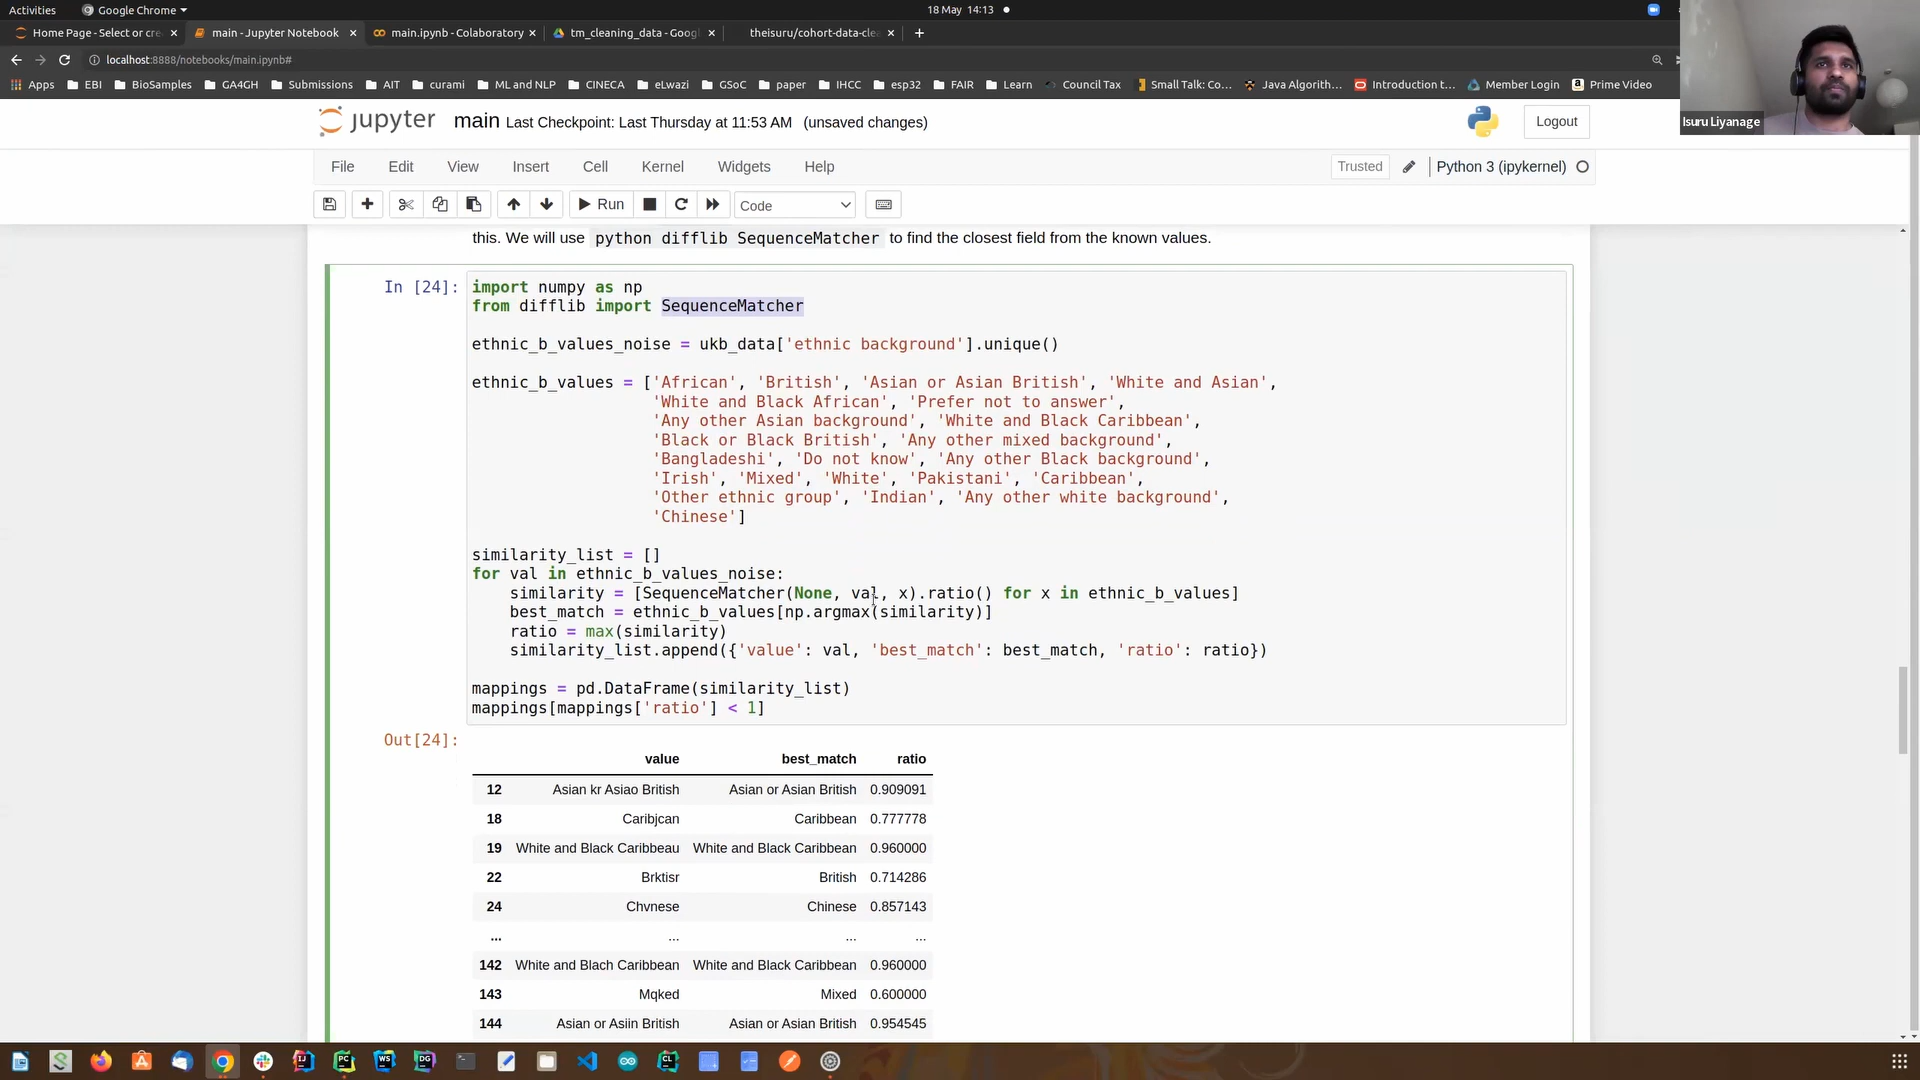 Activities
Google Chrome
18 May 14:13
Home Page - Select or cre
main - Jupyter Notebook
main.ipynb - Colaboratory
tm_cleaning_data - Googl
theisuru/cohort-data-clea
localhost:8888/notebooks/main.ipynb#
Apps EBI BioSamples GA4GH Submissions AIT curami ML and NLP CINECA eLwazi GSoC paper IHCC esp32 FAIR Learn Council Tax Small Talk: Co... Java Algorith... Introduction t... Member Login Prime Video
Isuru Liyanage
jupyter main Last Checkpoint: Last Thursday at 11:53 AM (unsaved changes)
Logout
File Edit View Insert Cell Kernel Widgets Help
Trusted Python 3 (ipykernel)
Run Code
this. We will use python difflib SequenceMatcher to find the closest field from the known values.
In [24]: import numpy as np
from difflib import SequenceMatcher
ethnic_b_values_noise = ukb_data['ethnic background'].unique()
ethnic_b_values = ['African', 'British', 'Asian or Asian British', 'White and Asian',
'White and Black African', 'Prefer not to answer',
'Any other Asian background', 'White and Black Caribbean',
'Black or Black British', 'Any other mixed background',
'Bangladeshi', 'Do not know', 'Any other Black background',
'Irish', 'Mixed', 'White', 'Pakistani', 'Caribbean',
'Other ethnic group', 'Indian', 'Any other white background',
'Chinese']
similarity_list = []
for val in ethnic_b_values_noise:
similarity = [SequenceMatcher(None, val, x).ratio() for x in ethnic_b_values]
best_match = ethnic_b_values[np.argmax(similarity)]
ratio = max(similarity)
similarity_list.append({'value': val, 'best_match': best_match, 'ratio': ratio})
mappings = pd.DataFrame(similarity_list)
mappings[mappings['ratio'] < 1]
Out[24]:
value best_match ratio
12 Asian kr Asiao British Asian or Asian British 0.909091
18 Caribjcan Caribbean 0.777778
19 White and Black Caribbeau White and Black Caribbean 0.960000
22 Brktisr British 0.714286
24 Chvnese Chinese 0.857143
... ... ... ...
142 White and Blach Caribbean White and Black Caribbean 0.960000
143 Mqked Mixed 0.600000
144 Asian or Asiin British Asian or Asian British 0.954545